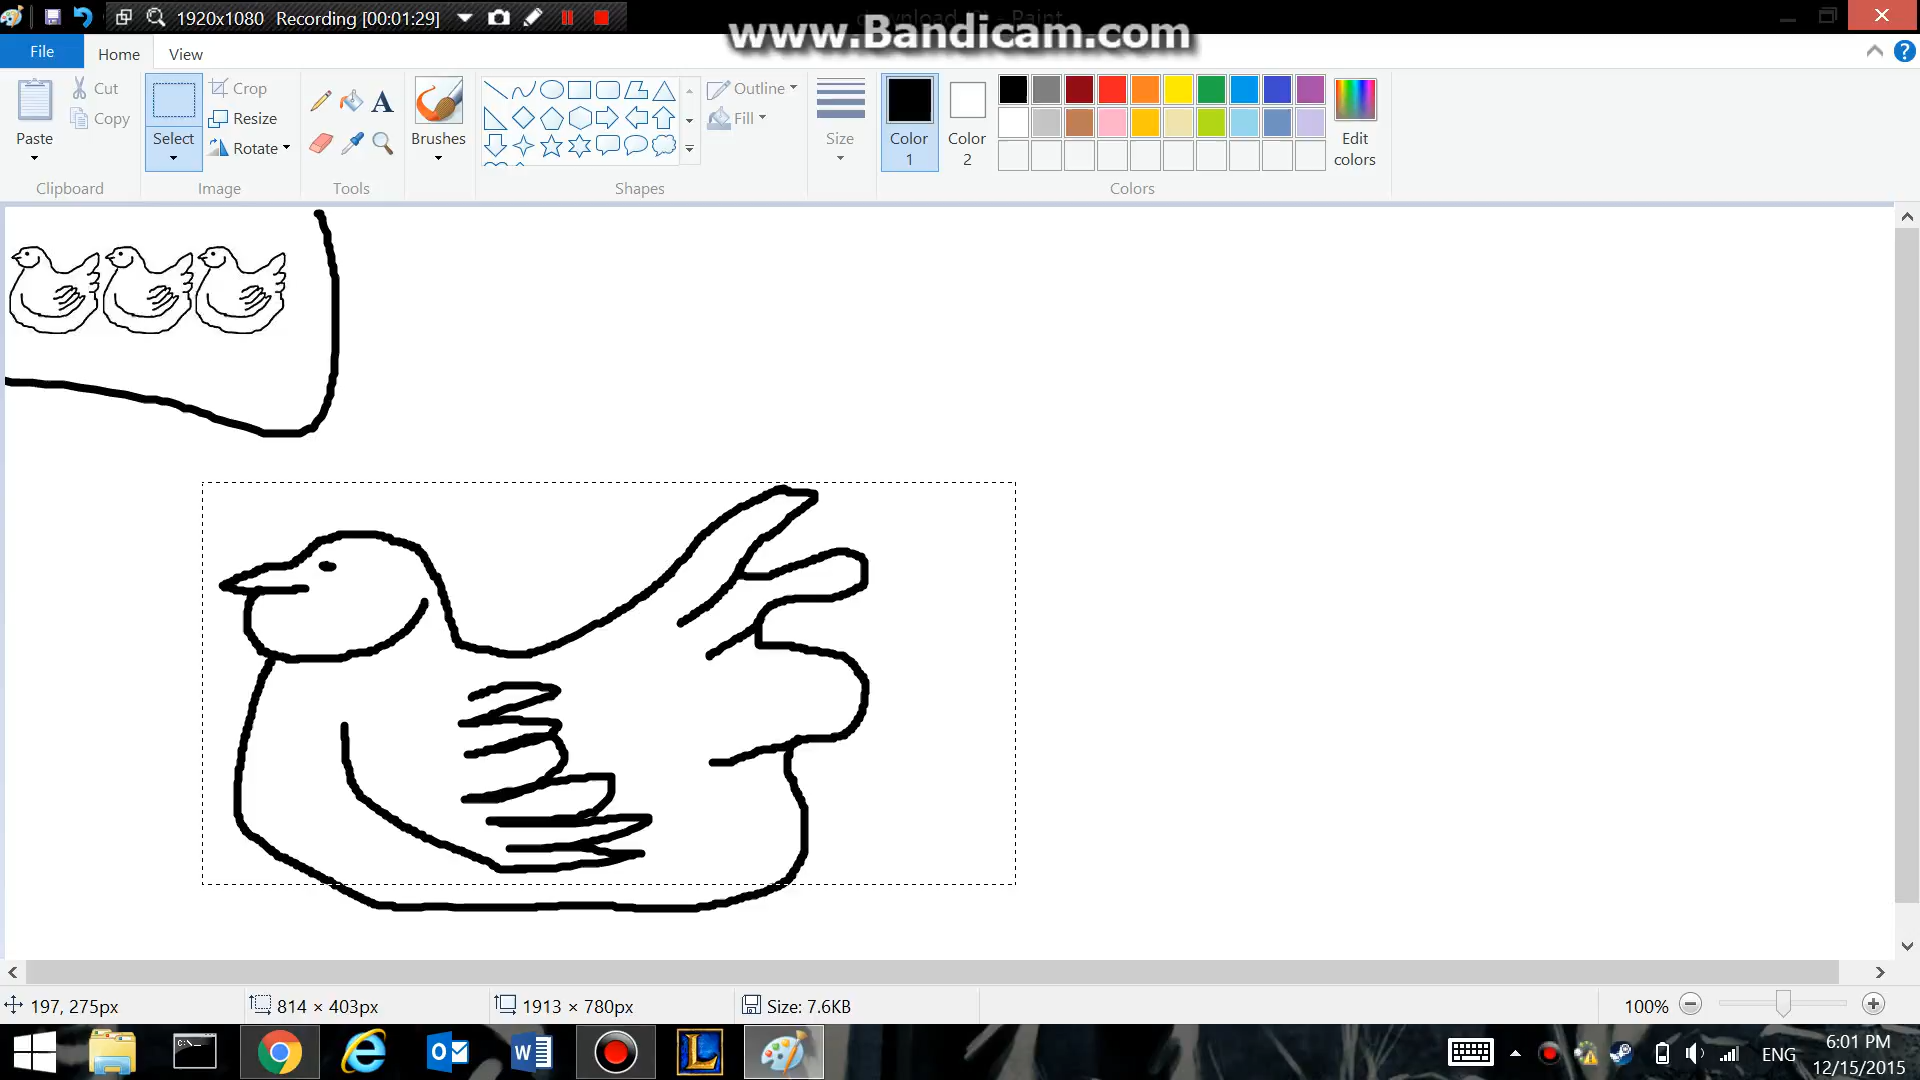 1920x1080 Recording [00:01:29]
www.Bandicam.com
File Home View
Paste
Cut
Copy
Clipboard
Select
Crop
Resize
Rotate
Image
A
Tools
Brushes
Shapes
Outline
Fill
Size
Color 1
Color 2
Edit colors
Colors
197, 275px
814 × 403px
1913 × 780px
Size: 7.6KB
100%
C:\_
ENG
6:01 PM
12/15/2015